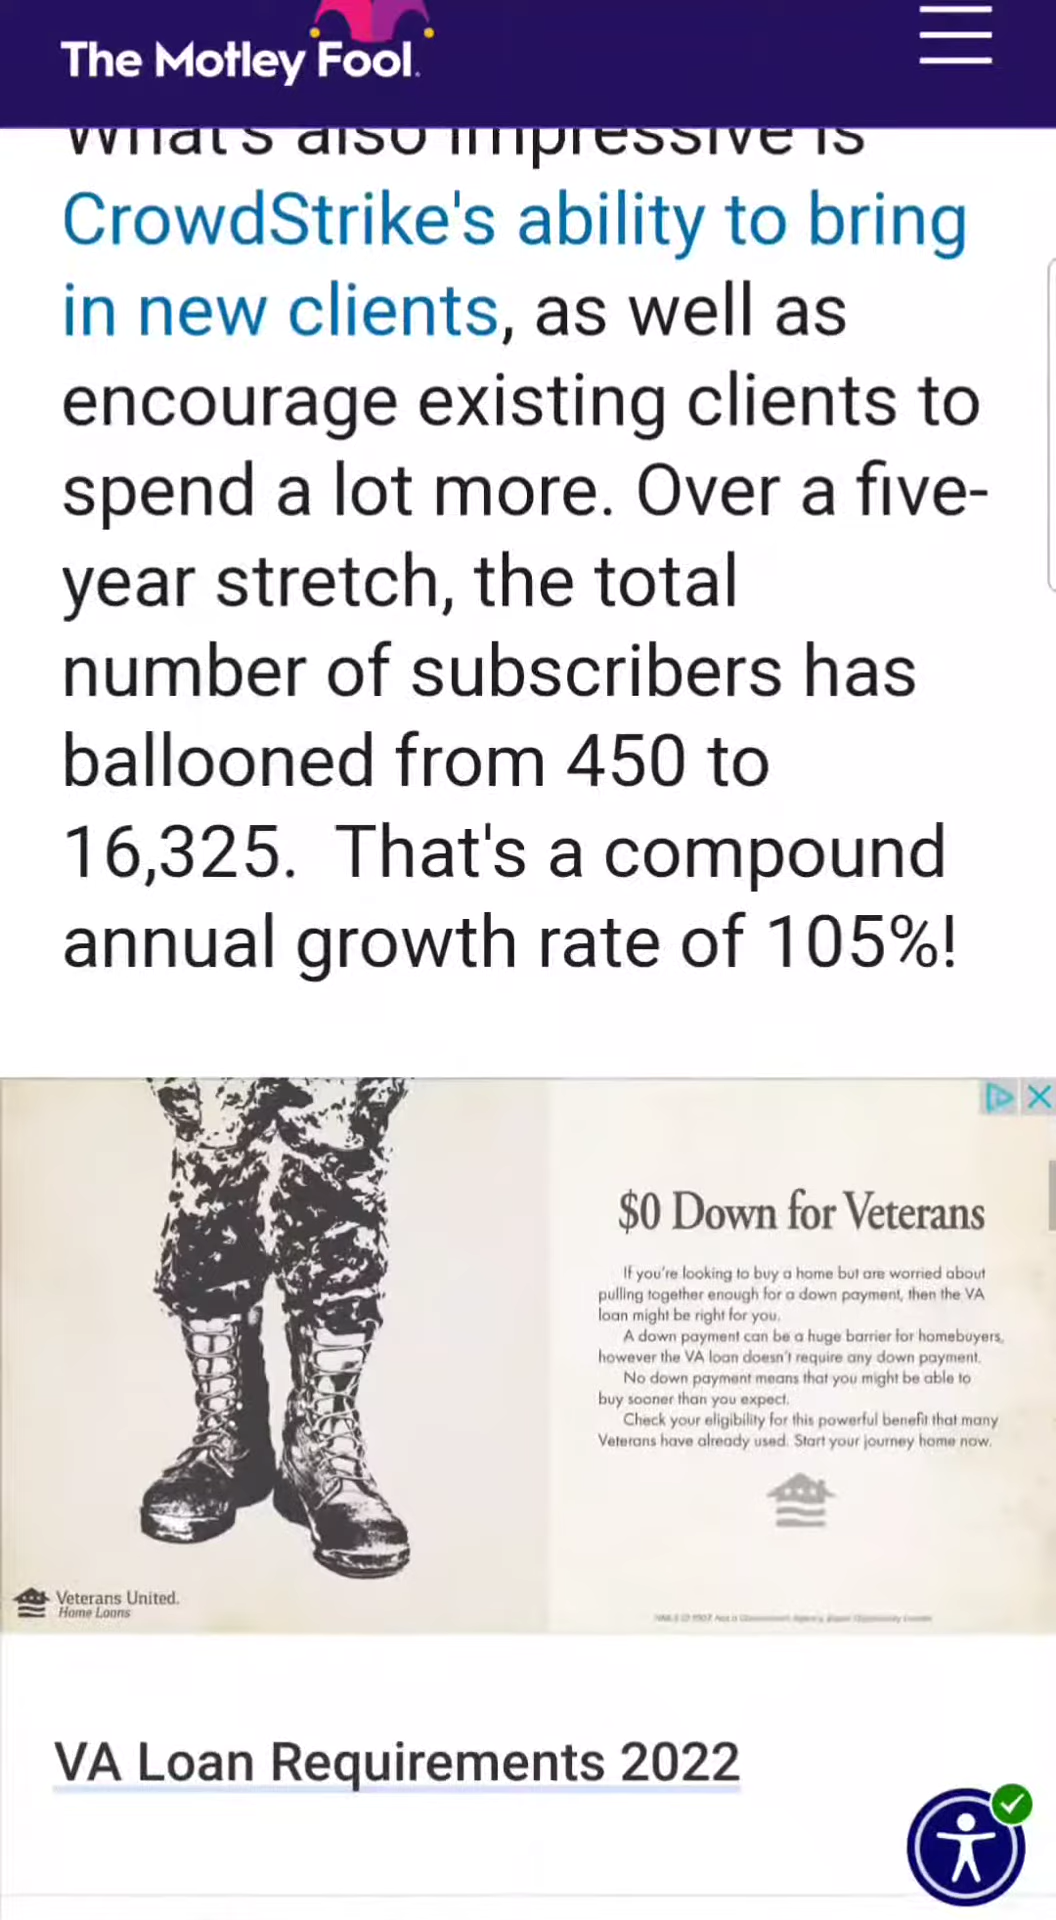 The Motley Fool.
What's also impressive is
CrowdStrike's ability to bring
in new clients, as well as
encourage existing clients to
spend a lot more. Over a five-
year stretch, the total
number of subscribers has
ballooned from 450 to
16,325.  That's a compound
annual growth rate of 105%!
$0 Down for Veterans
If you're looking to buy a home but are worried about
pulling together enough for a down payment, then the VA
loan might be right for you.
A down payment can be a huge barrier for homebuyers,
however the VA loan doesn't require any down payment.
No down payment means that you might be able to
buy sooner than you expect.
Check your eligibility for this powerful benefit that many
Veterans have already used. Start your journey home now.
Veterans United.
Home Loans
VA Loan Requirements 2022